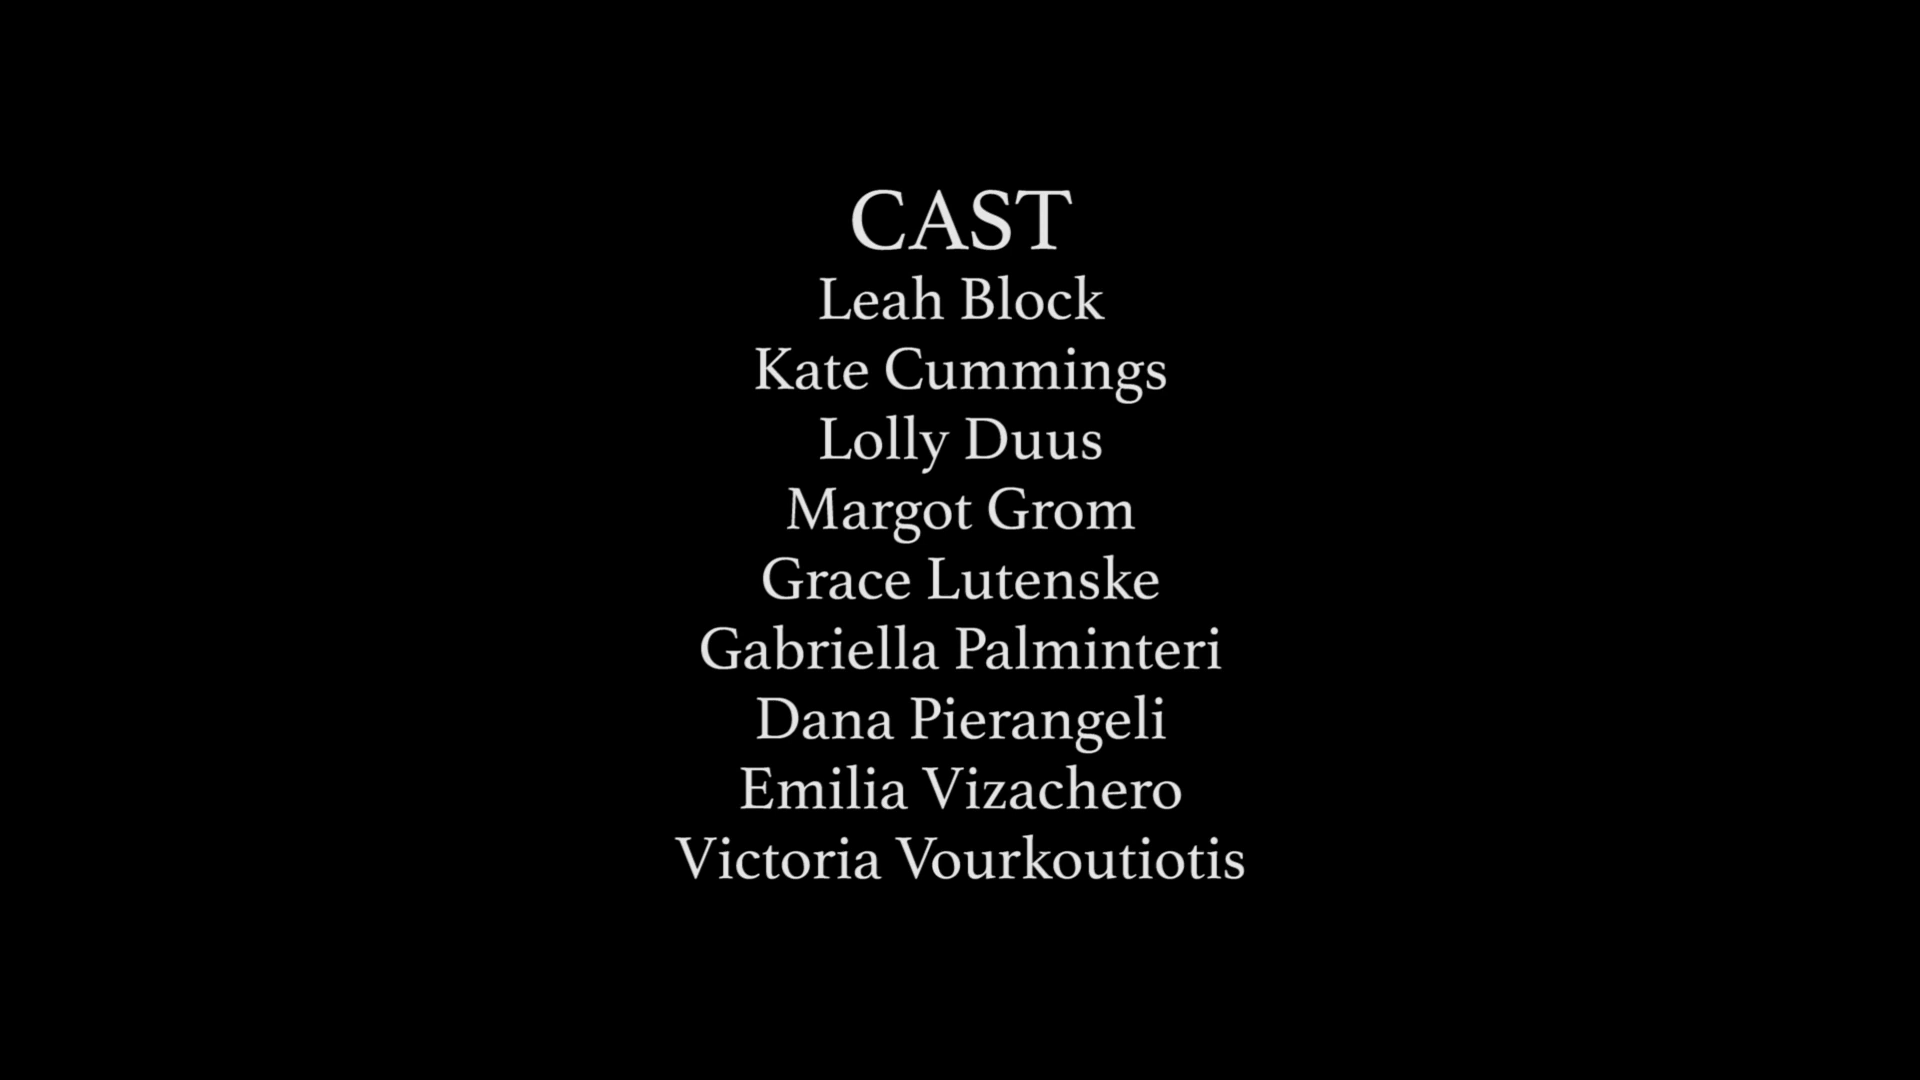 CAST
Leah Block
Kate Cummings
Lolly Duus
Margot Grom
Grace Lutenske
Gabriella Palminteri
Dana Pierangeli
Emilia Vizachero
Victoria Vourkoutiotis